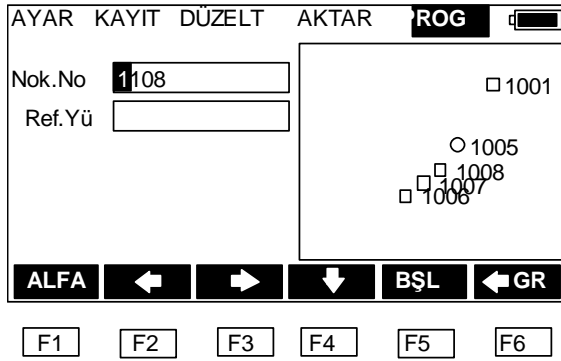 AYAR KAYIT DÜZELT AKTAR PROG
Nok.No 1108
Ref.Yü
1001
1005
1008
1007
1006
ALFA BŞL GR
F1 F2 F3 F4 F5 F6